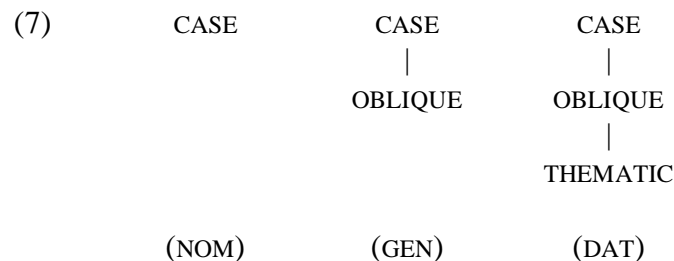 (7) CASE CASE CASE
| |
OBLIQUE OBLIQUE
|
THEMATIC
(NOM) (GEN) (DAT)